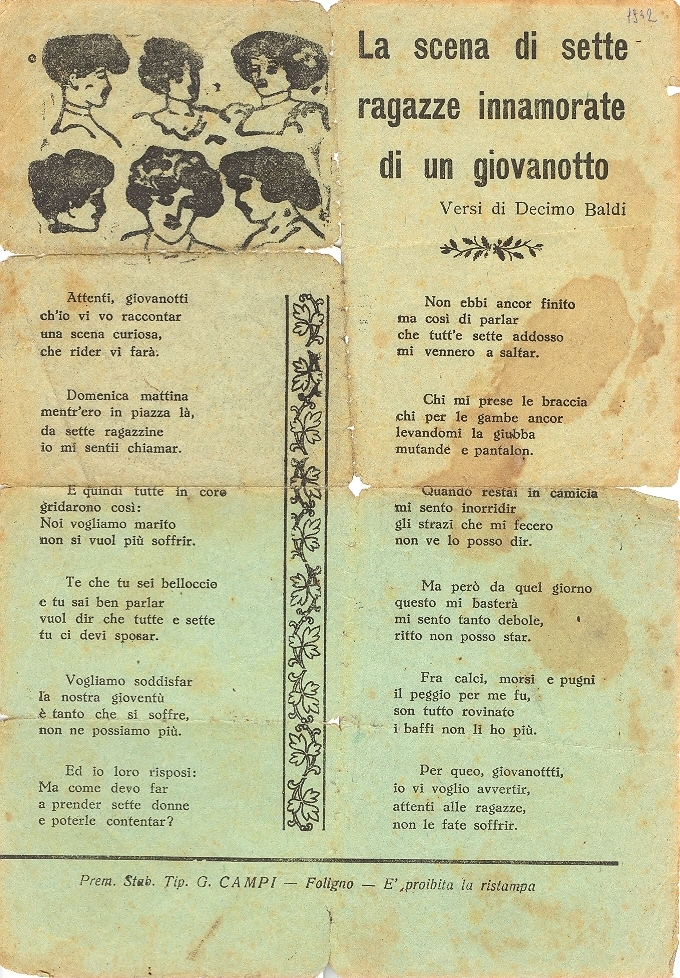 1932
La scena di sette
ragazze innamorate
di un giovanotto
Versi di Decimo Baldi
Attenti, giovanotti
ch'io vi vo raccontar
una scena curiosa,
che rider vi farà.
Domenica mattina
mentr'ero in piazza là,
da sette ragazzine
io mi sentii chiamar.
E quindi tutte in coro
gridarono così:
Noi vogliamo marito
non si vuol più soffrir.
Te che tu sei belloccio
e tu sai ben parlar
vuol dir che tutte e sette
tu ci devi sposar.
Vogliamo soddisfar
la nostra gioventù
è tanto che si soffre,
non ne possiamo più.
Ed io loro risposi:
Ma come devo far
a prender sette donne
e poterle contentar?
Non ebbi ancor finito
ma così di parlar
che tutt'e sette addosso
mi vennero a saltar.
Chi mi prese le braccia
chi per le gambe ancor
levandomi la giubba
mutande e pantalon.
Quando restai in camicia
mi sento inorridir
gli strazi che mi fecero
non ve lo posso dir.
Ma però da quel giorno
questo mi basterà
mi sento tanto debole,
ritto non posso star.
Fra calci, morsi e pugni
il peggio per me fu,
son tutto rovinato
i baffi non li ho più.
Per queo, giovanottti,
io vi voglio avvertir,
attenti alle ragazze,
non le fate soffrir.
Prem. Stab. Tip. G. CAMPI — Foligno — E' proibita la ristampa